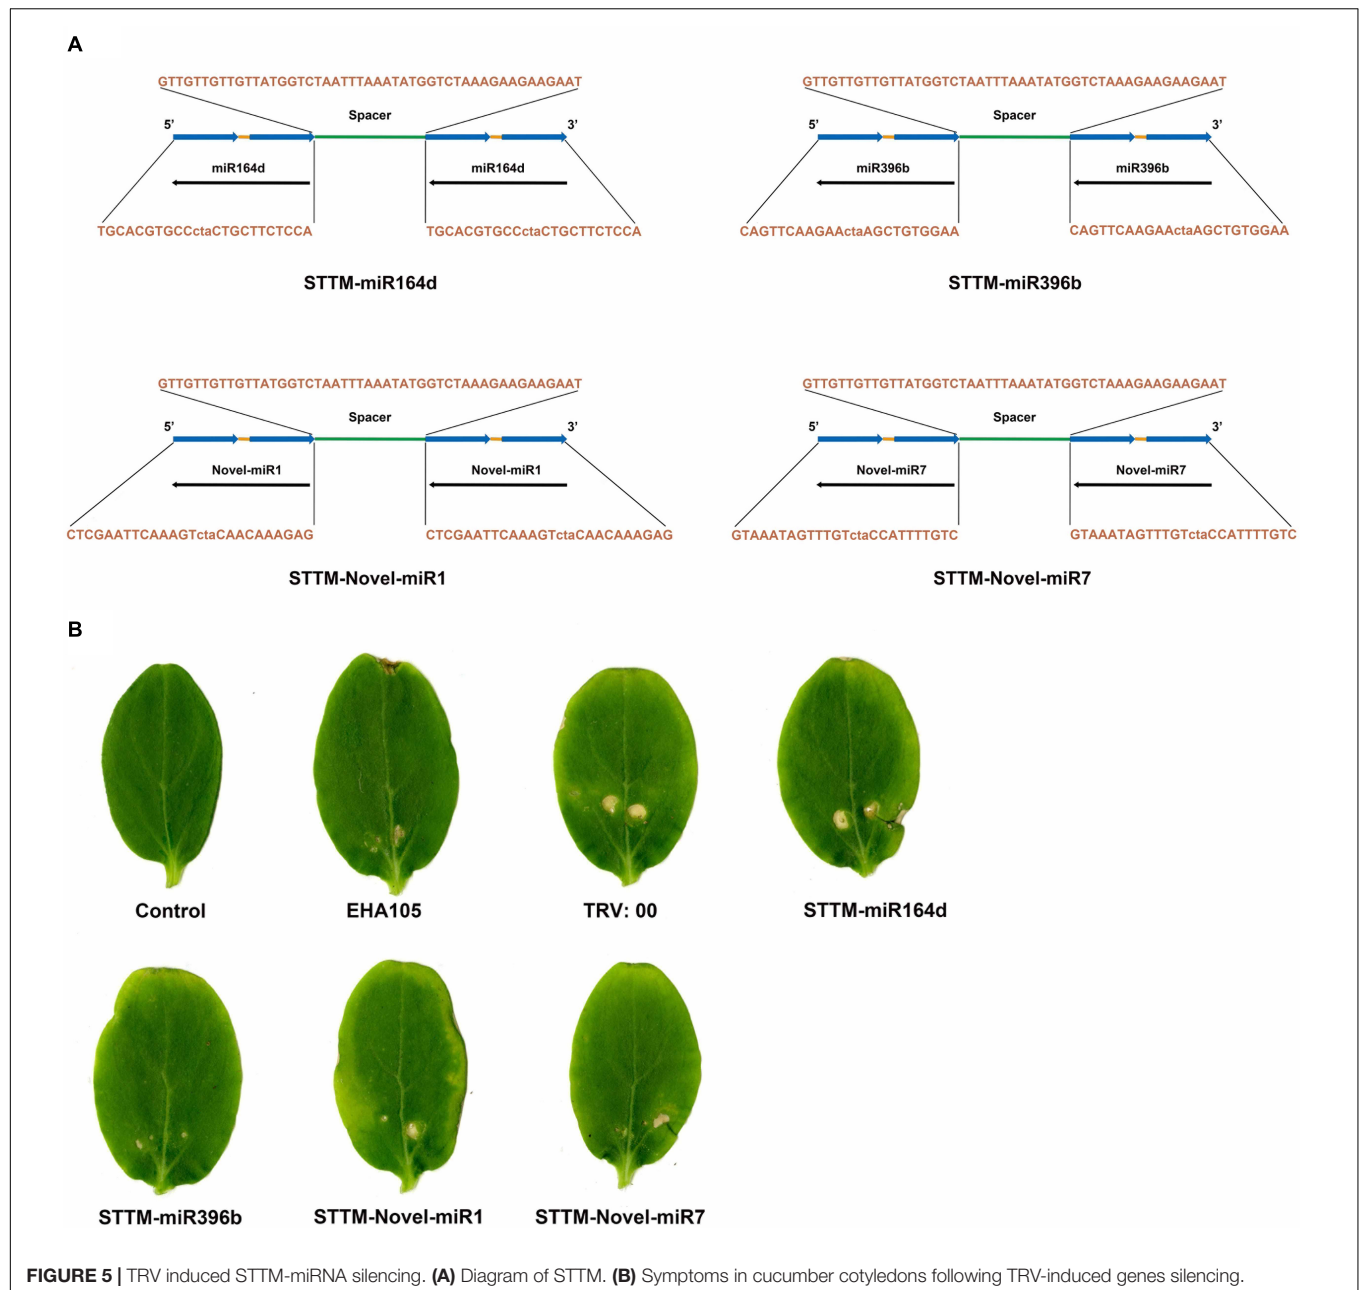 A
GTTGTTGTTGTTATGGTCTAATTTAAATATGGTCTAAAGAAGAAGAAT
Spacer
5’ 3’
miR164d miR164d
TGCACGTGCCctaCTGCTTCTCCA TGCACGTGCCctaCTGCTTCTCCA
STTM-miR164d
GTTGTTGTTGTTATGGTCTAATTTAAATATGGTCTAAAGAAGAAGAAT
Spacer
5’ 3’
miR396b miR396b
CAGTTCAAGAActaAGCTGTGGAA CAGTTCAAGAActaAGCTGTGGAA
STTM-miR396b
GTTGTTGTTGTTATGGTCTAATTTAAATATGGTCTAAAGAAGAAGAAT
Spacer
5’ 3’
Novel-miR1 Novel-miR1
CTCGAATTCAAAGTctaCAACAAAGAG CTCGAATTCAAAGTctaCAACAAAGAG
STTM-Novel-miR1
GTTGTTGTTGTTATGGTCTAATTTAAATATGGTCTAAAGAAGAAGAAT
Spacer
5’ 3’
Novel-miR7 Novel-miR7
GTAAATAGTTTGTctaCCATTTTGTC GTAAATAGTTTGTctaCCATTTTGTC
STTM-Novel-miR7
B
Control EHA105 TRV: 00 STTM-miR164d
STTM-miR396b STTM-Novel-miR1 STTM-Novel-miR7
FIGURE 5 | TRV induced STTM-miRNA silencing. (A) Diagram of STTM. (B) Symptoms in cucumber cotyledons following TRV-induced genes silencing.